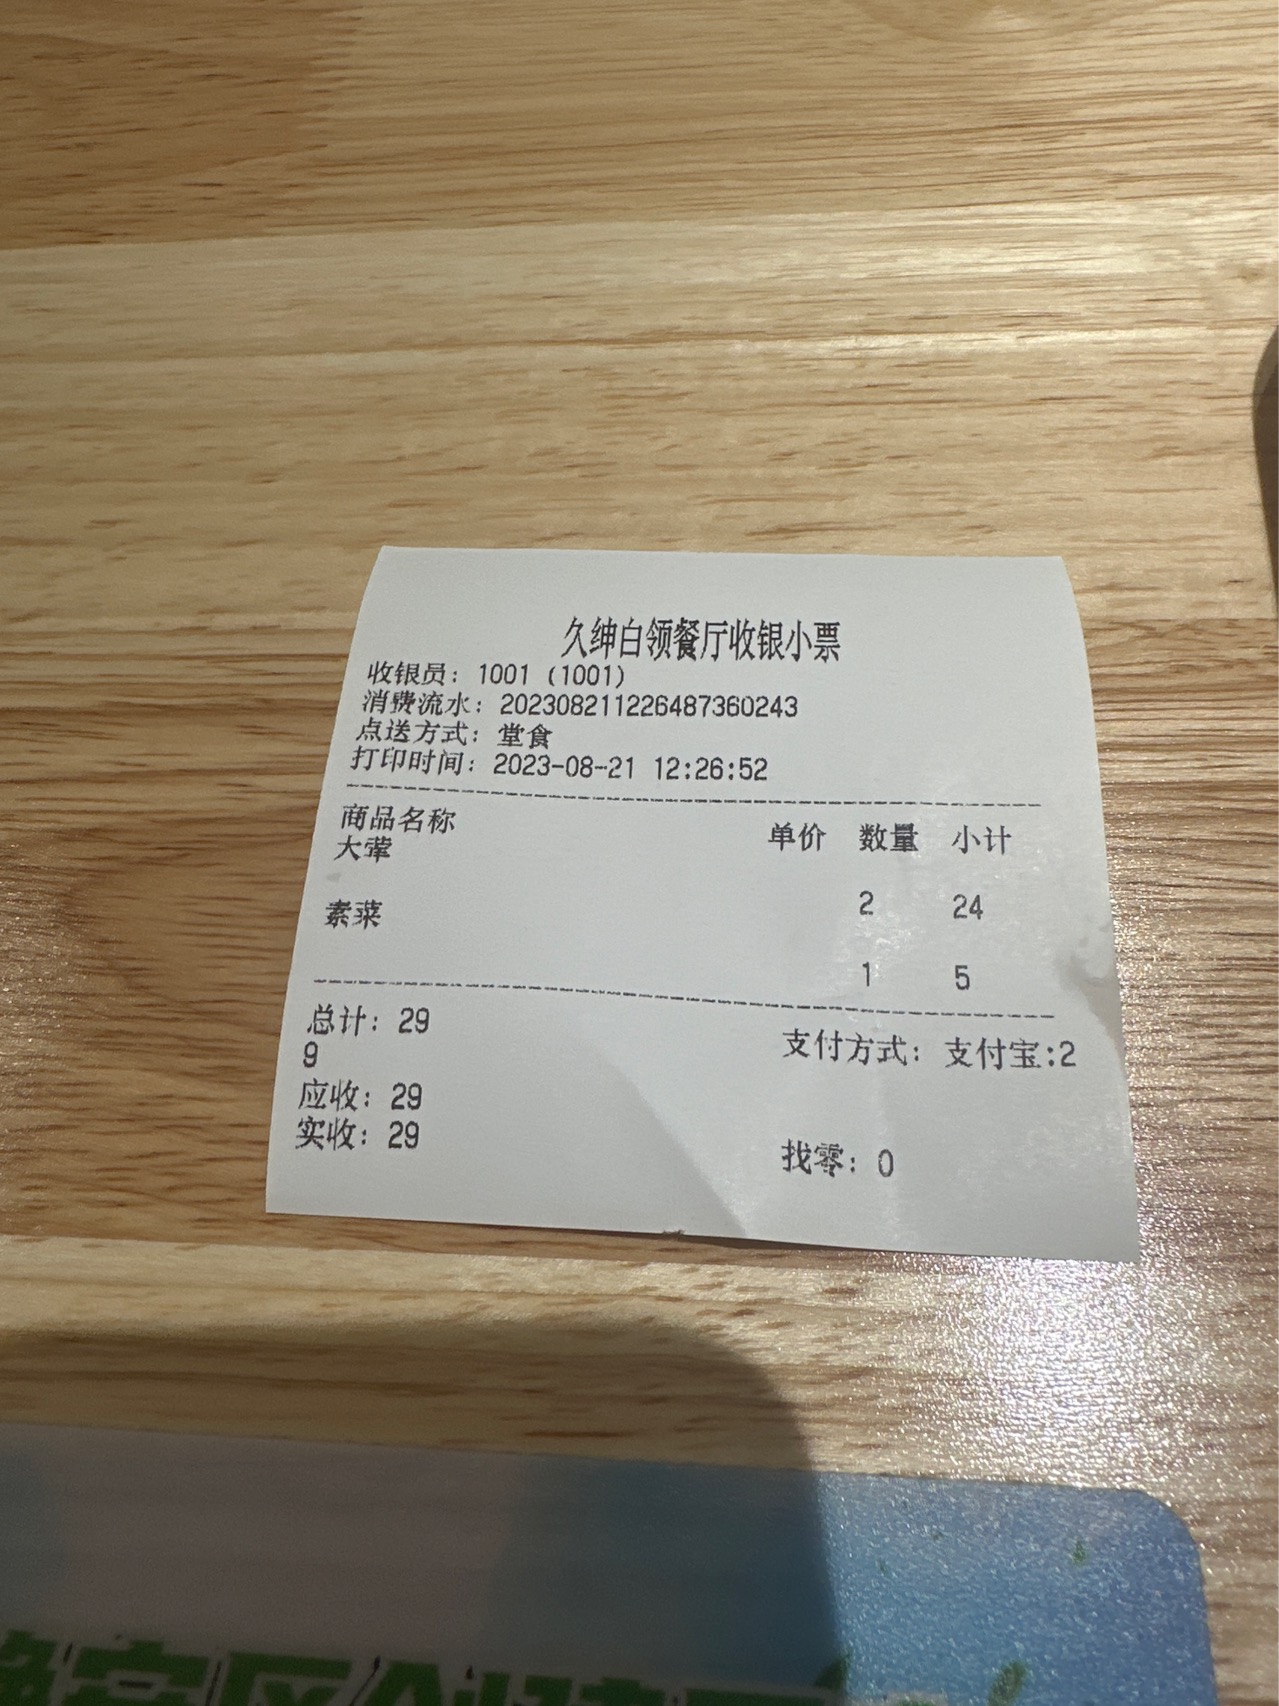 久绅白领餐厅收银小票
收银员：1001 (1001)
消费流水：202308211226487360243
点送方式：堂食
打印时间：2023-08-21 12:26:52
商品名称 单价 数量 小计
大荤
2 24
素菜
1 5
总计：29 支付方式：支付宝:2
9
应收：29
实收：29 找零：0